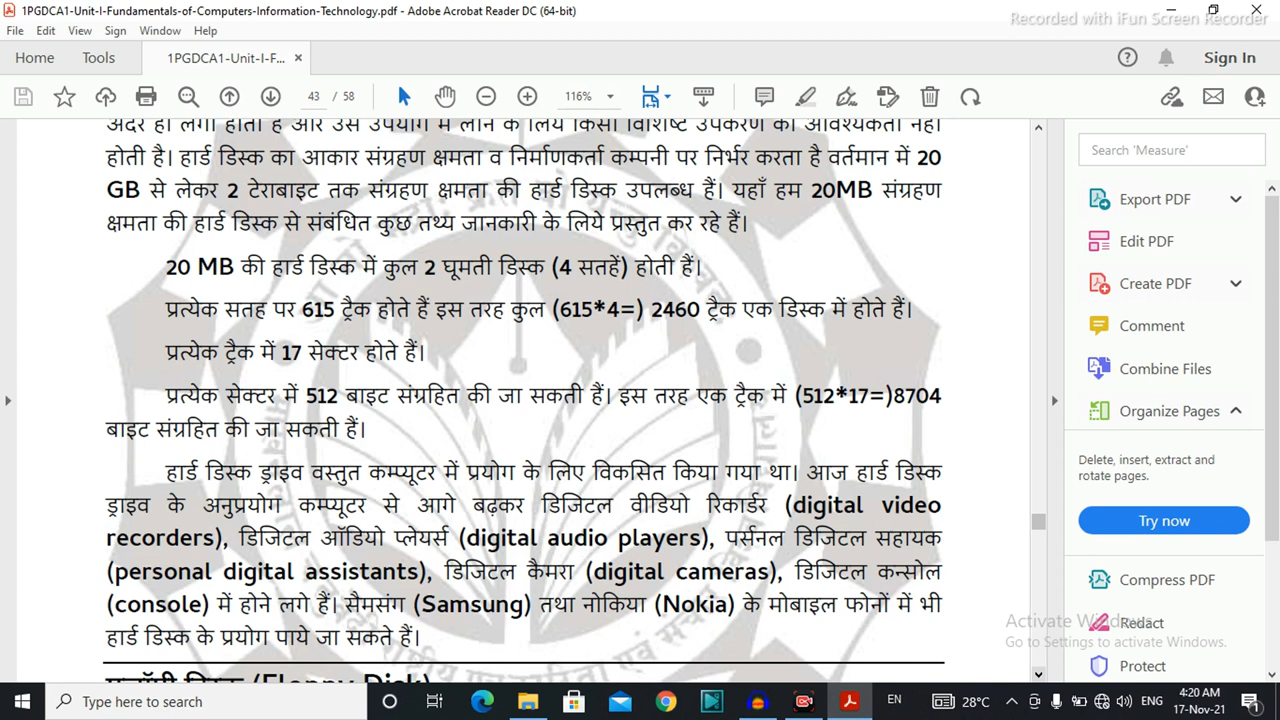 1PGDCA1-Unit-I-Fundamentals-of-Computers-Information-Technology.pdf - Adobe Acrobat Reader DC (64-bit)
Recorded with iFun Screen Recorder
File Edit View Sign Window Help
Home Tools 1PGDCA1-Unit-I-F... × Sign In
43 / 58 116%
अंदर ही लगी होती है और उसे उपयोग में लाने के लिये किसी विशिष्ट उपकरण की आवश्यकता नहीं
होती है। हार्ड डिस्क का आकार संग्रहण क्षमता व निर्माणकर्ता कम्पनी पर निर्भर करता है वर्तमान में 20
GB से लेकर 2 टेराबाइट तक संग्रहण क्षमता की हार्ड डिस्क उपलब्ध हैं। यहाँ हम 20MB संग्रहण
क्षमता की हार्ड डिस्क से संबंधित कुछ तथ्य जानकारी के लिये प्रस्तुत कर रहे हैं।
20 MB की हार्ड डिस्क में कुल 2 घूमती डिस्क (4 सतहें) होती हैं।
प्रत्येक सतह पर 615 ट्रैक होते हैं इस तरह कुल (615*4=) 2460 ट्रैक एक डिस्क में होते हैं।
प्रत्येक ट्रैक में 17 सेक्टर होते हैं।
प्रत्येक सेक्टर में 512 बाइट संग्रहित की जा सकती हैं। इस तरह एक ट्रैक में (512*17=)8704
बाइट संग्रहित की जा सकती हैं।
हार्ड डिस्क ड्राइव वस्तुत कम्प्यूटर में प्रयोग के लिए विकसित किया गया था। आज हार्ड डिस्क
ड्राइव के अनुप्रयोग कम्प्यूटर से आगे बढ़कर डिजिटल वीडियो रिकार्डर (digital video
recorders), डिजिटल ऑडियो प्लेयर्स (digital audio players), पर्सनल डिजिटल सहायक
(personal digital assistants), डिजिटल कैमरा (digital cameras), डिजिटल कन्सोल
(console) में होने लगे हैं। सैमसंग (Samsung) तथा नोकिया (Nokia) के मोबाइल फोनों में भी
हार्ड डिस्क के प्रयोग पाये जा सकते हैं।
फ्लॉपी डिस्क (Floppy Disk)
Search 'Measure'
Export PDF
Edit PDF
Create PDF
Comment
Combine Files
Organize Pages
Delete, insert, extract and
rotate pages.
Try now
Compress PDF
Redact
Protect
Activate Windows
Go to Settings to activate Windows.
Type here to search EN 28°C ENG 4:20 AM
17-Nov-21 1